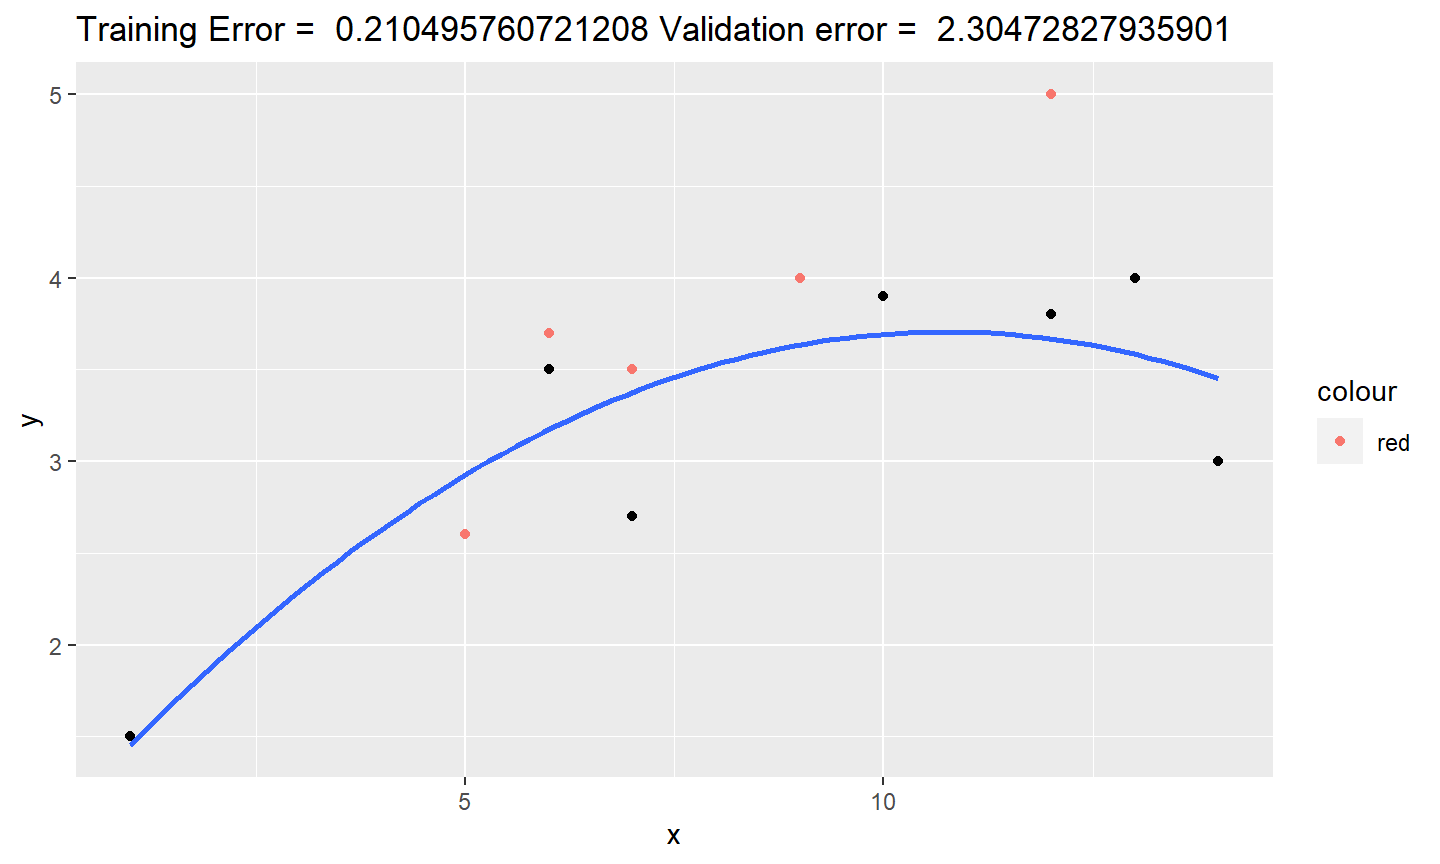 Training Error =  0.210495760721208 Validation error =  2.30472827935901
5
4
3
2
y
5
10
x
colour
red